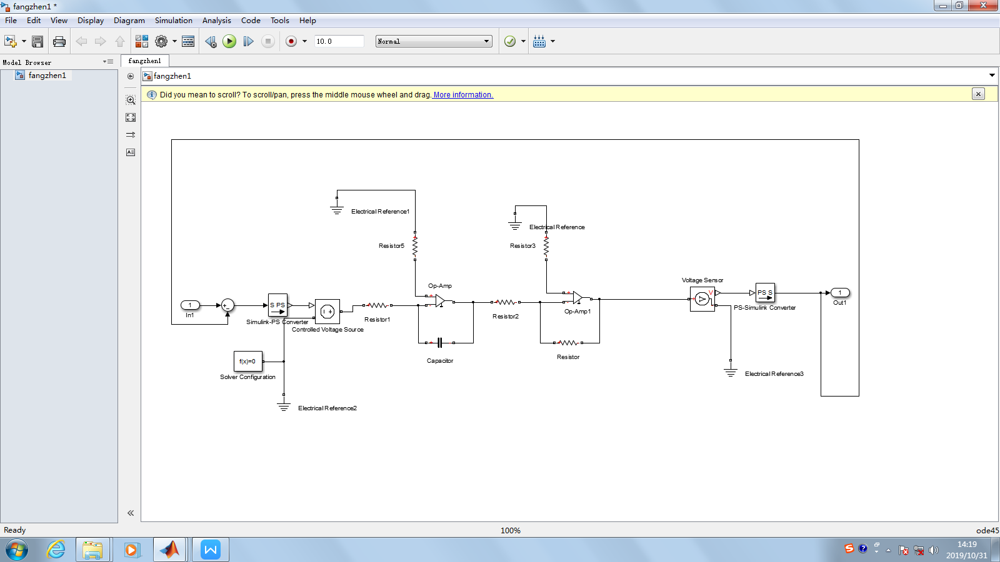 fangzhen1 *
File Edit View Display Diagram Simulation Analysis Code Tools Help
10.0 Normal
Model Browser
fangzhen1
fangzhen1
fangzhen1
Did you mean to scroll? To scroll/pan, press the middle mouse wheel and drag. More information.
Electrical Reference1
Electrical Reference
Resistor5
Resistor3
Op-Amp
Voltage Sensor
V
1
In1
S PS
Simulink-PS Converter
Controlled Voltage Source
Resistor1
Resistor2
Op-Amp1
PS S
PS-Simulink Converter
1
Out1
Capacitor
Resistor
f(x)=0
Solver Configuration
Electrical Reference2
Electrical Reference3
Ready
100%
ode45
14:19
2019/10/31